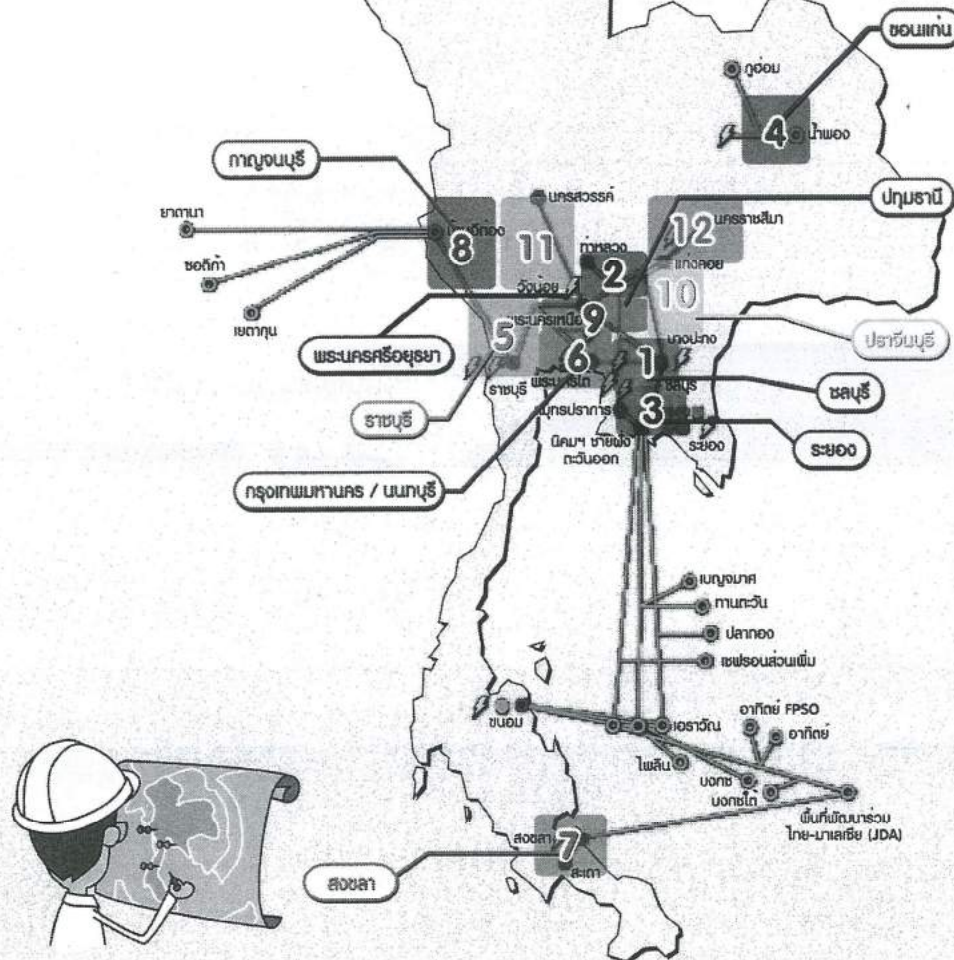 ขอนแก่น
ภูฮ่อม
4
น้ำพอง
กาญจนบุรี
ปทุมธานี
ยาดานา
นครสวรรค์
นครราชสีมา
8
11
12
ท่าหลวง
แก่งคอย
ซอติก้า
2
วังน้อย
10
เยตากุน
พระนครเหนือ
9
5
บางปะกง
ปราจีนบุรี
พระนครศรีอยุธยา
6
1
ราชบุรี
พระนครใต้
ชลบุรี
ชลบุรี
ราชบุรี
สมุทรปราการ
3
นิคมฯ ชายฝั่ง
ตะวันออก
ระยอง
ระยอง
กรุงเทพมหานคร / นนทบุรี
เบญจมาศ
ทานตะวัน
ปลาทอง
เชฟรอนส่วนเพิ่ม
ขนอม
เอราวัณ
อาทิตย์ FPSO
อาทิตย์
ไพลิน
บงกช
บงกชใต้
พื้นที่พัฒนาร่วม
ไทย-มาเลเซีย (JDA)
สงขลา
7
สะเดา
สงขลา